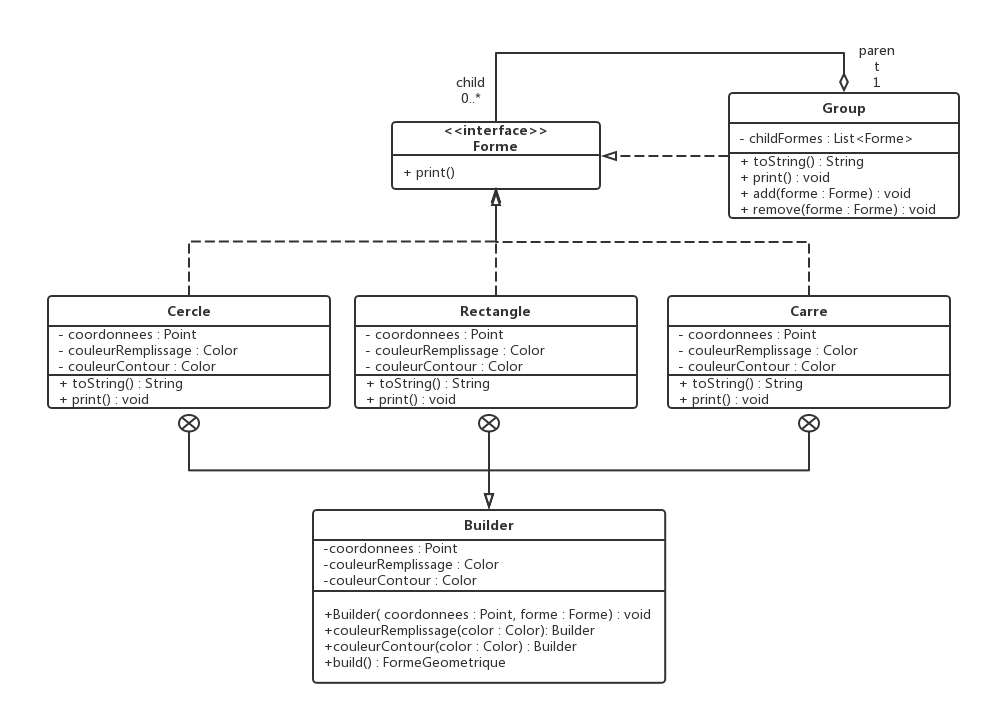 child
0..*
paren
t
1
<<interface>>
Forme
+ print()
Group
- childFormes : List<Forme>
+ toString() : String
+ print() : void
+ add(forme : Forme) : void
+ remove(forme : Forme) : void
Cercle
- coordonnees : Point
- couleurRemplissage : Color
- couleurContour : Color
+ toString() : String
+ print() : void
Rectangle
- coordonnees : Point
- couleurRemplissage : Color
- couleurContour : Color
+ toString() : String
+ print() : void
Carre
- coordonnees : Point
- couleurRemplissage : Color
- couleurContour : Color
+ toString() : String
+ print() : void
Builder
-coordonnees : Point
-couleurRemplissage : Color
-couleurContour : Color
+Builder( coordonnees : Point, forme : Forme) : void
+couleurRemplissage(color : Color): Builder
+couleurContour(color : Color) : Builder
+build() : FormeGeometrique